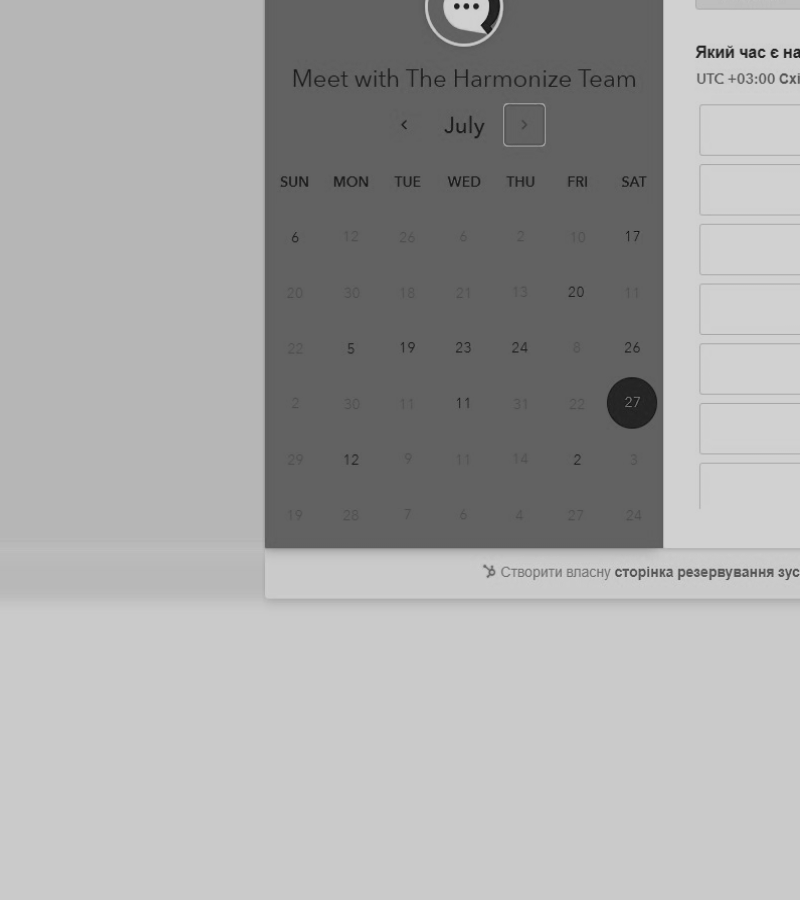 Meet with The Harmonize Team
July
SUN MON TUE WED THU FRI SAT
6 12 26 6 2 10 17
20 30 18 21 13 20 11
22 5 19 23 24 8 26
2 30 11 11 31 22 27
29 12 9 11 14 2 3
19 28 7 6 4 27 24
Який час є на
UTC +03:00 Схі
Створити власну сторінка резервування зус